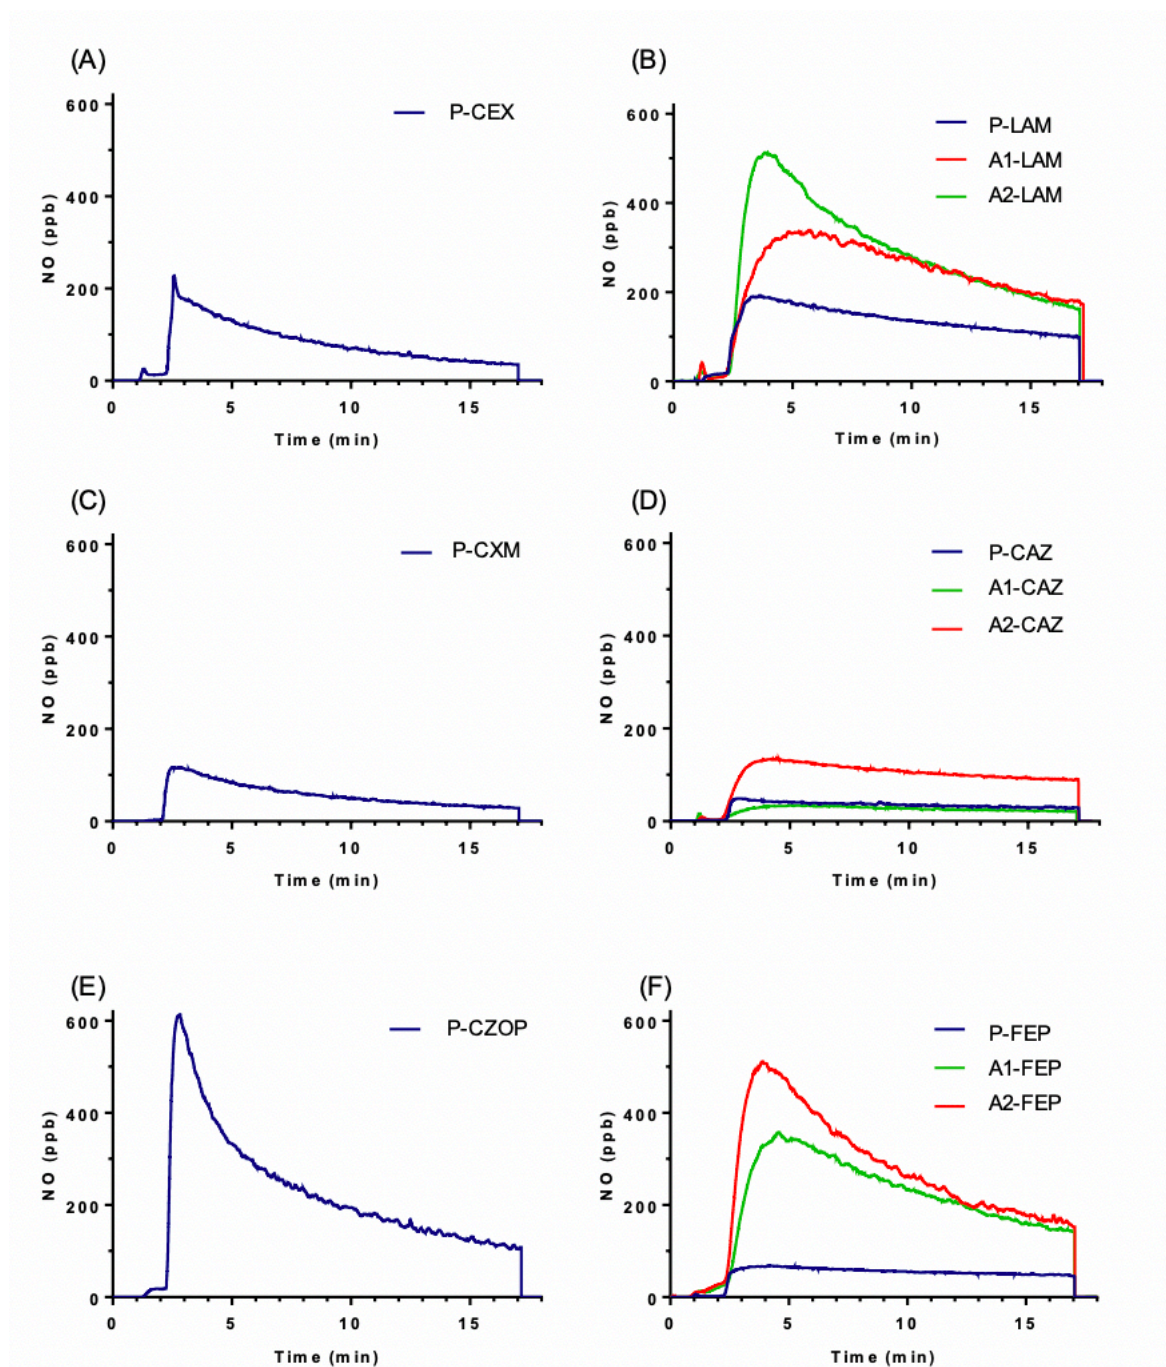 (A)
P-CEX
600
400
200
0
NO (ppb)
0 5 10 15
Time (min)
(B)
P-LAM
A1-LAM
A2-LAM
600
400
200
0
NO (ppb)
0 5 10 15
Time (min)
(C)
P-CXM
600
400
200
0
NO (ppb)
0 5 10 15
Time (min)
(D)
P-CAZ
A1-CAZ
A2-CAZ
600
400
200
0
NO (ppb)
0 5 10 15
Time (min)
(E)
P-CZOP
600
400
200
0
NO (ppb)
0 5 10 15
Time (min)
(F)
P-FEP
A1-FEP
A2-FEP
600
400
200
0
NO (ppb)
0 5 10 15
Time (min)